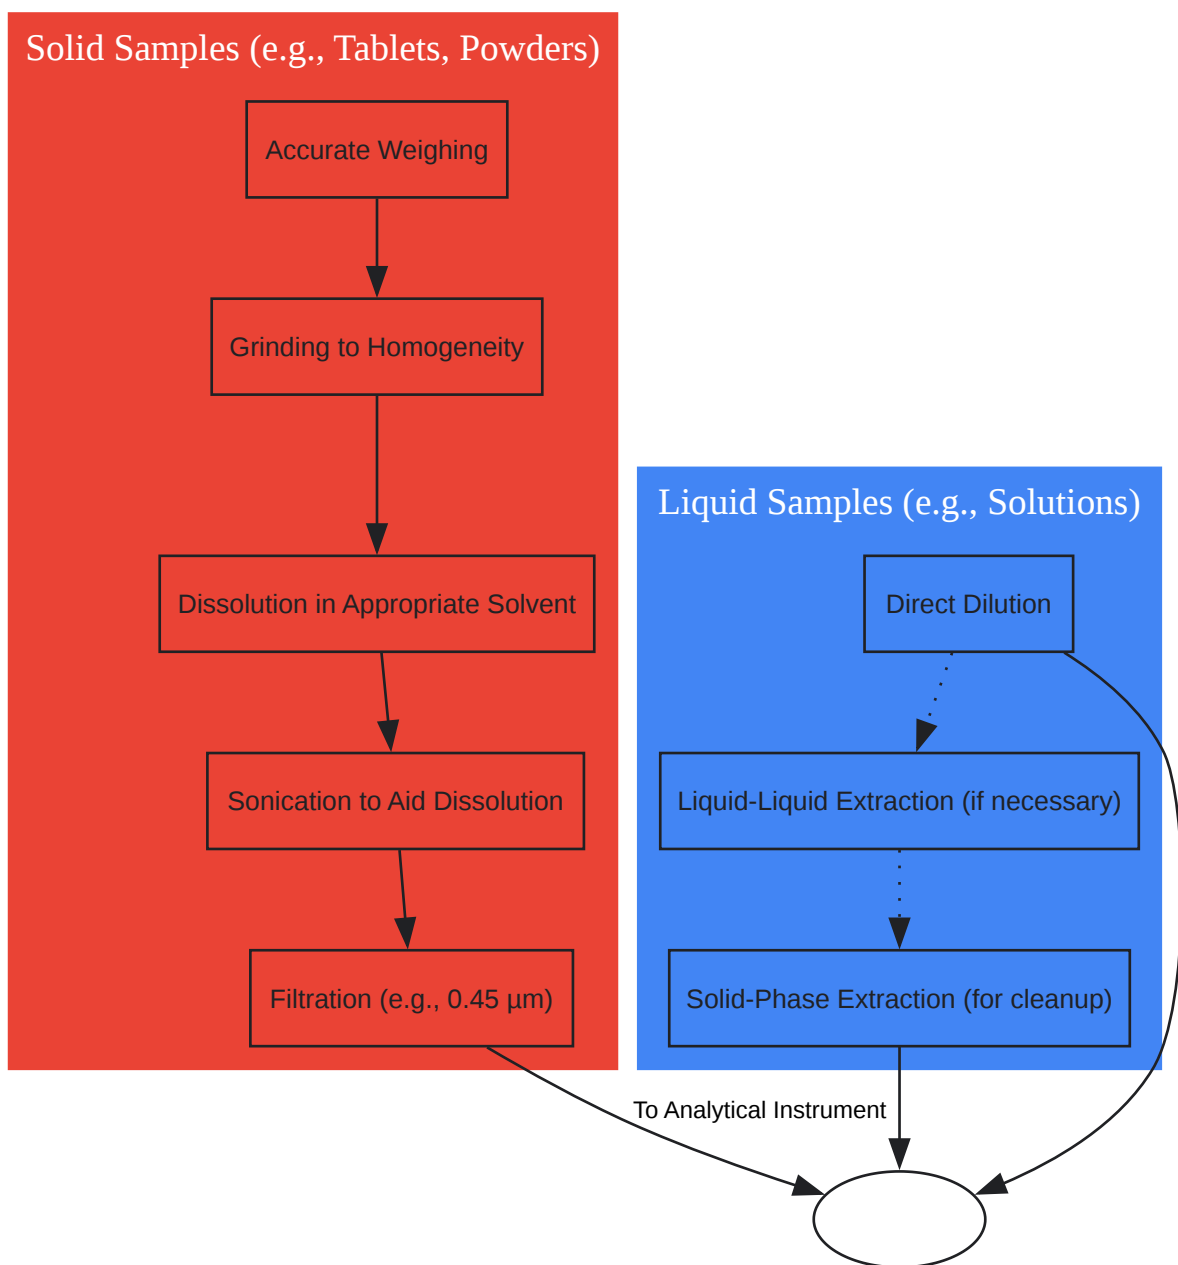 Solid Samples (e.g., Tablets, Powders)
Accurate Weighing
Grinding to Homogeneity
Dissolution in Appropriate Solvent
Sonication to Aid Dissolution
Filtration (e.g., 0.45 µm)
Liquid Samples (e.g., Solutions)
Direct Dilution
Liquid-Liquid Extraction (if necessary)
Solid-Phase Extraction (for cleanup)
To Analytical Instrument